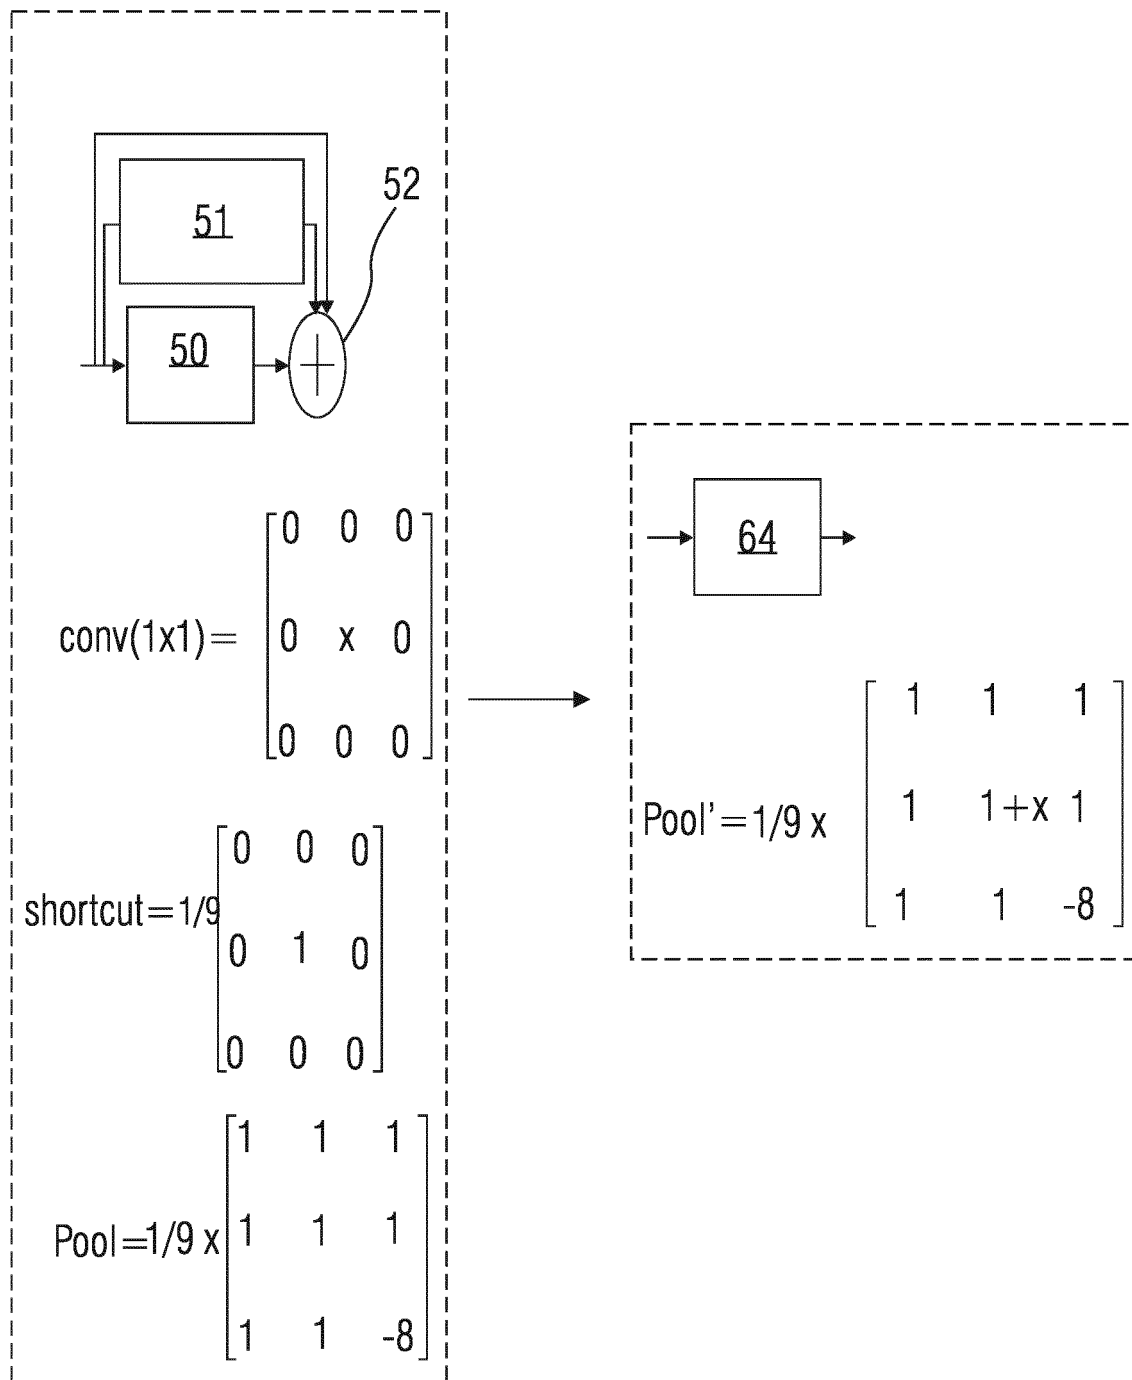 52
51
50
conv(1x1)=
0 0 0
0 x 0
0 0 0
shortcut=1/9
0 0 0
0 1 0
0 0 0
Pool=1/9 x
1 1 1
1 1 1
1 1 -8
64
Pool'=1/9 x
1 1 1
1 1+x 1
1 1 -8